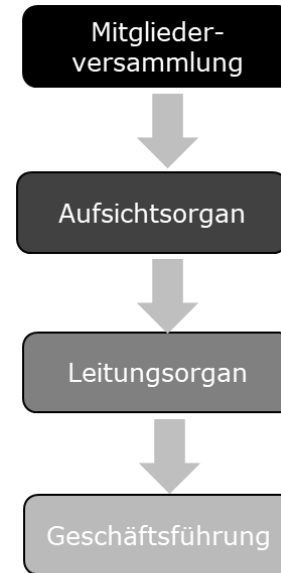 Mitglieder-
versammlung
Aufsichtsorgan
Leitungsorgan
Geschäftsführung